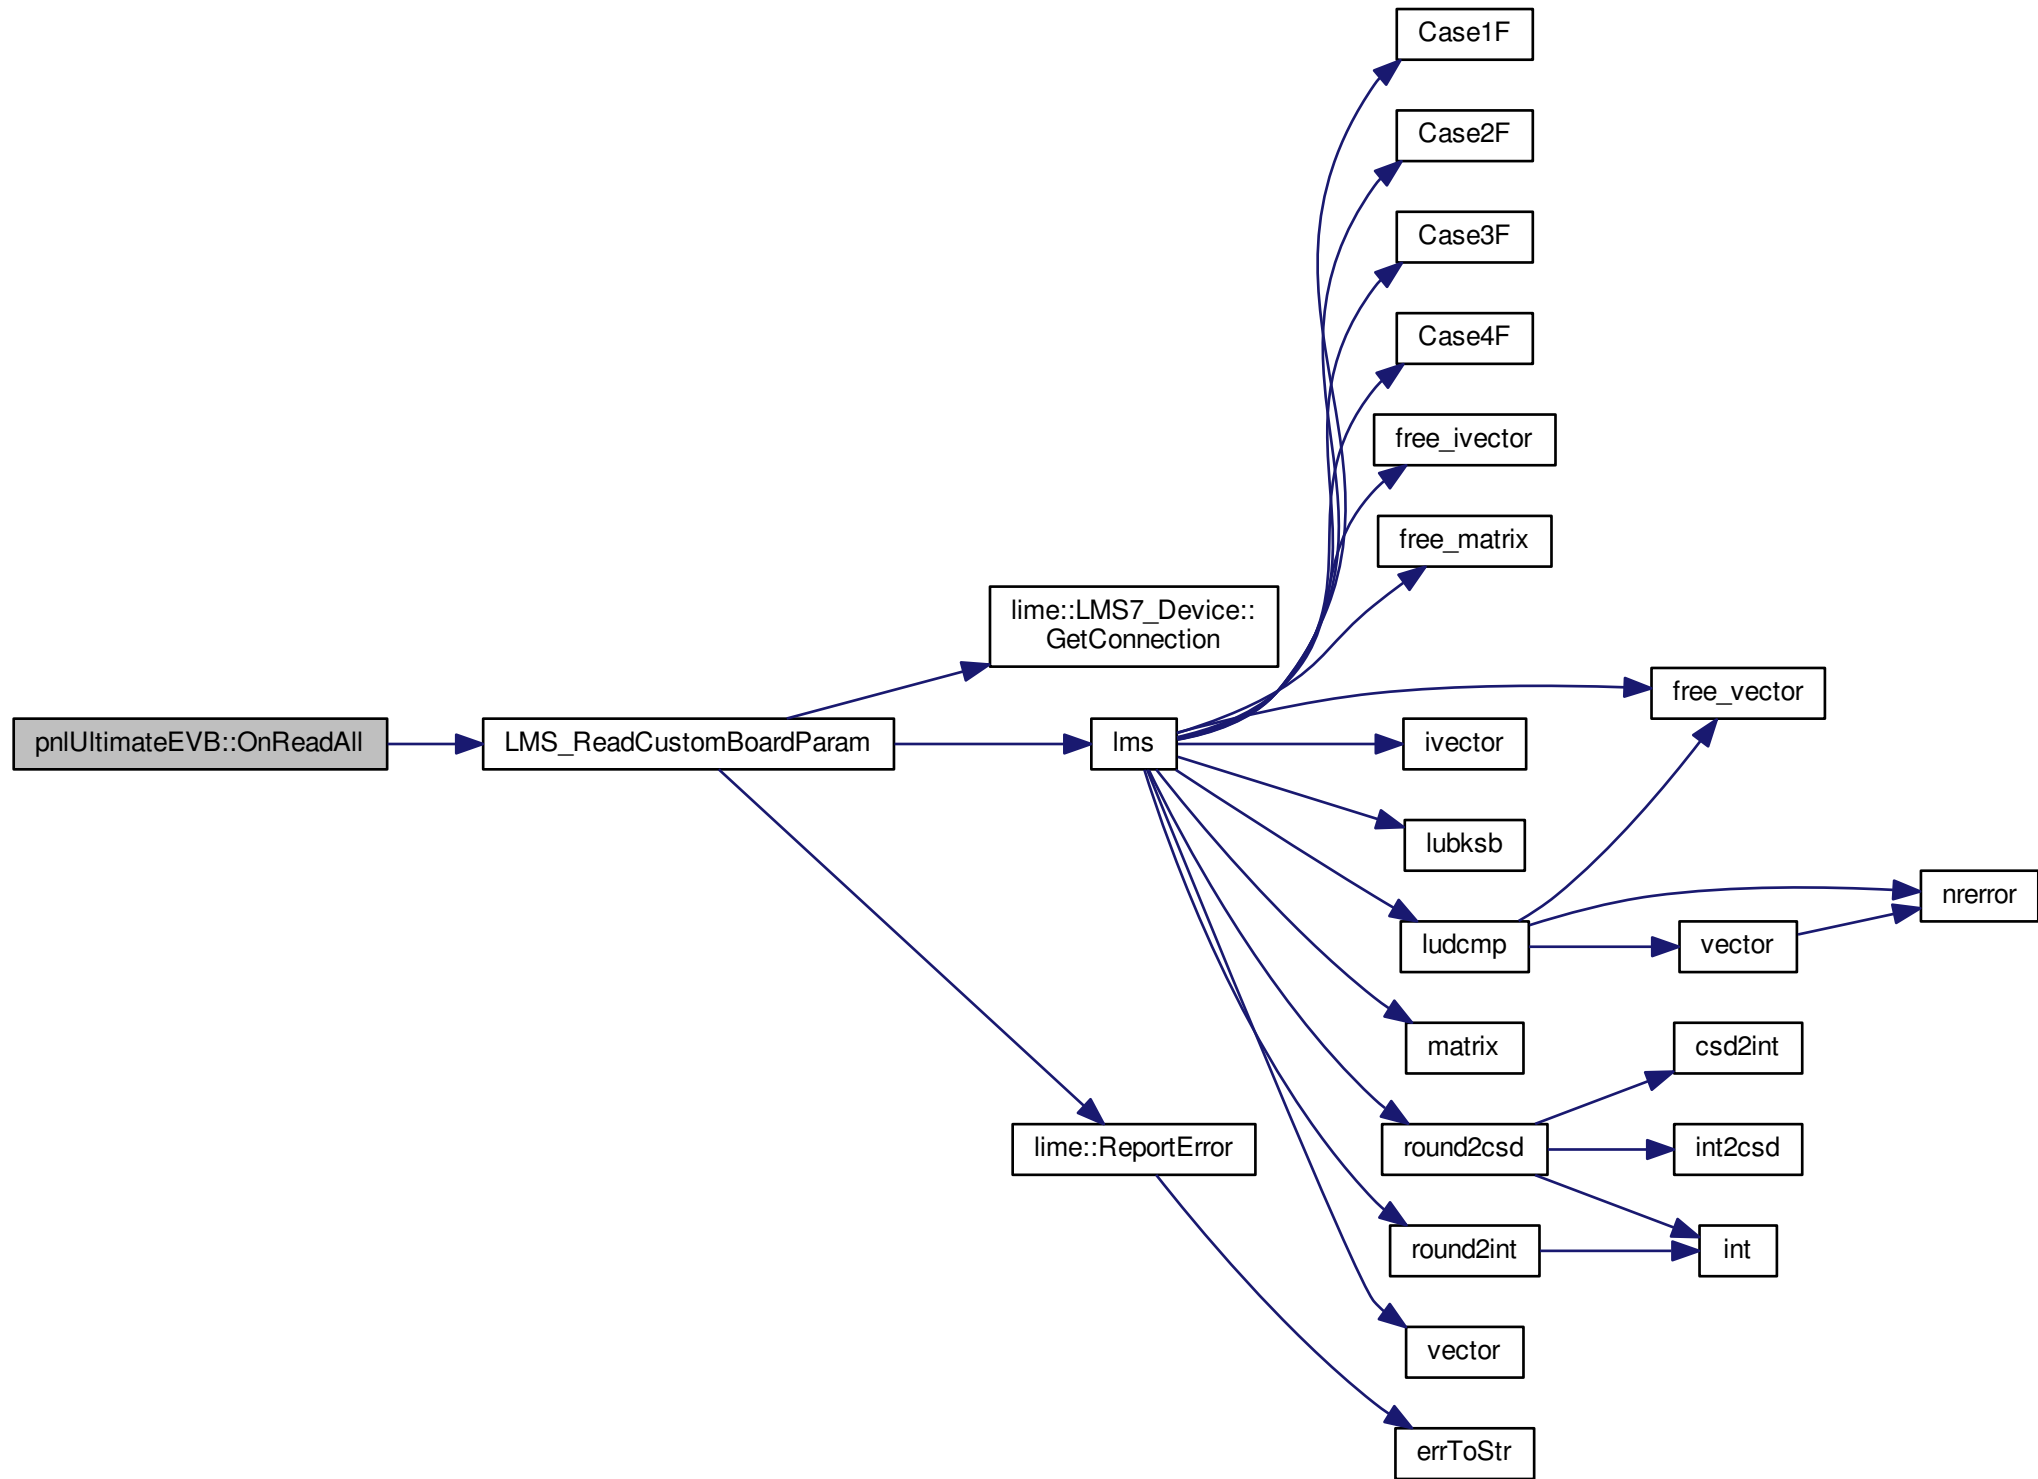 Case1F
Case2F
Case3F
Case4F
free_ivector
free_matrix
lime::LMS7_Device::
GetConnection
free_vector
pnlUltimateEVB::OnReadAll
LMS_ReadCustomBoardParam
lms
ivector
lubksb
nrerror
ludcmp
vector
matrix
csd2int
lime::ReportError
round2csd
int2csd
round2int
int
vector
errToStr